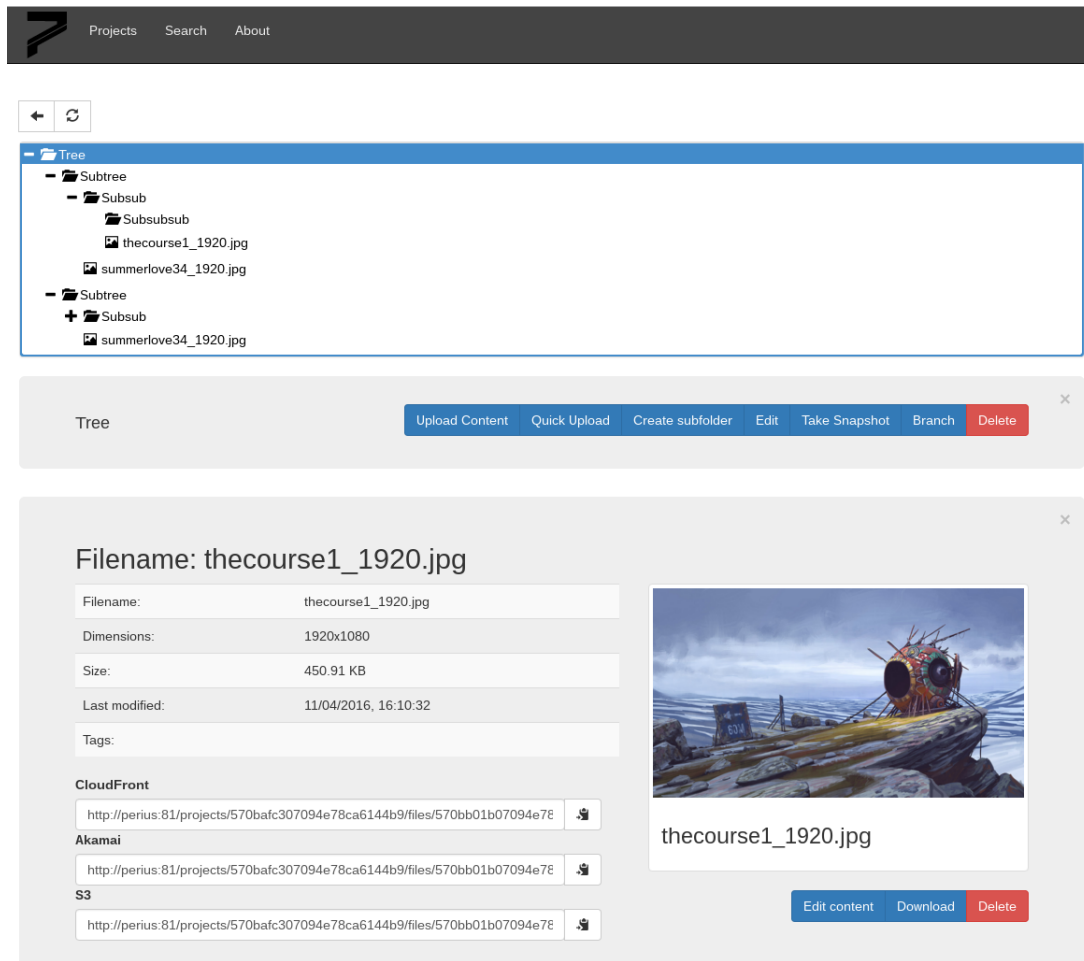 Projects Search About
Tree
Subtree
Subsub
Subsubsub
thecourse1_1920.jpg
summerlove34_1920.jpg
Subtree
Subsub
summerlove34_1920.jpg
×
Tree Upload Content Quick Upload Create subfolder Edit Take Snapshot Branch Delete
×
Filename: thecourse1_1920.jpg
Filename: thecourse1_1920.jpg
Dimensions: 1920x1080
Size: 450.91 KB
Last modified: 11/04/2016, 16:10:32
Tags:
CloudFront
http://perius:81/projects/570bafc307094e78ca6144b9/files/570bb01b07094e78
Akamai
http://perius:81/projects/570bafc307094e78ca6144b9/files/570bb01b07094e78
S3
http://perius:81/projects/570bafc307094e78ca6144b9/files/570bb01b07094e78
thecourse1_1920.jpg
Edit content Download Delete